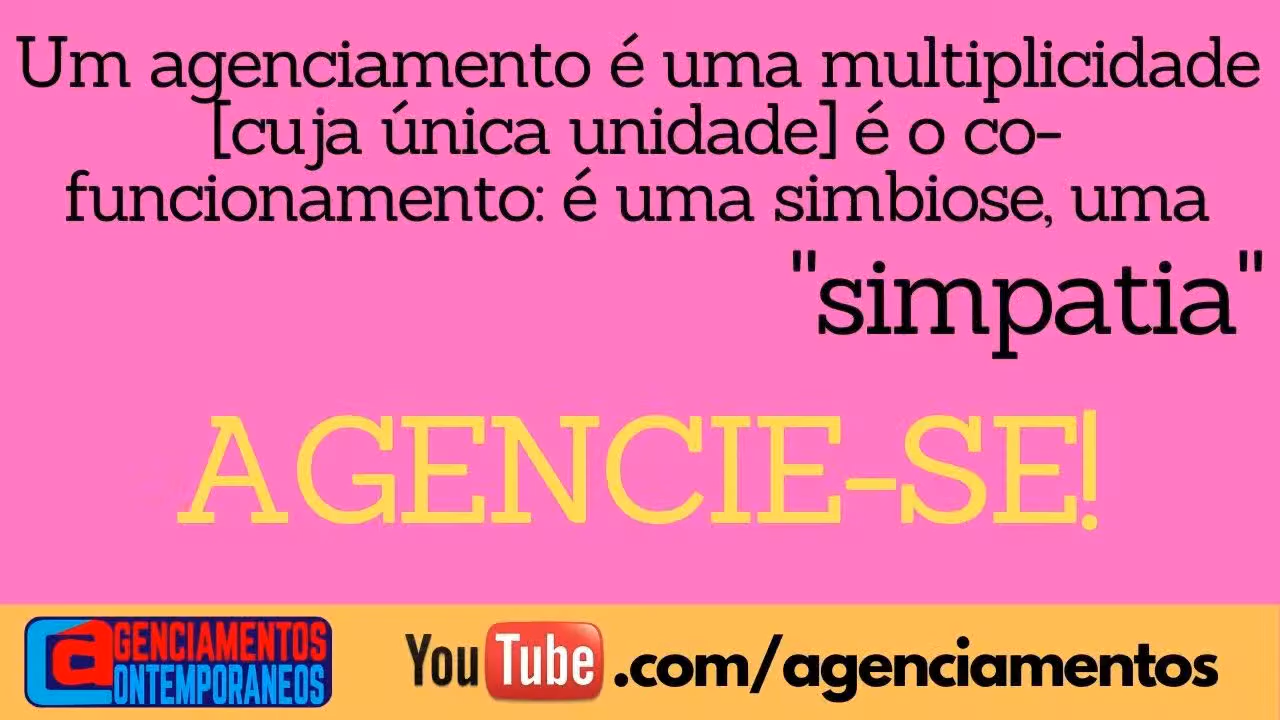 Um agenciamento é uma multiplicidade
[cuja única unidade] é o co-
funcionamento: é uma simbiose, uma
"simpatia"
AGENCIE-SE!
AGENCIAMENTOS
CONTEMPORANEOS
YouTube.com/agenciamentos